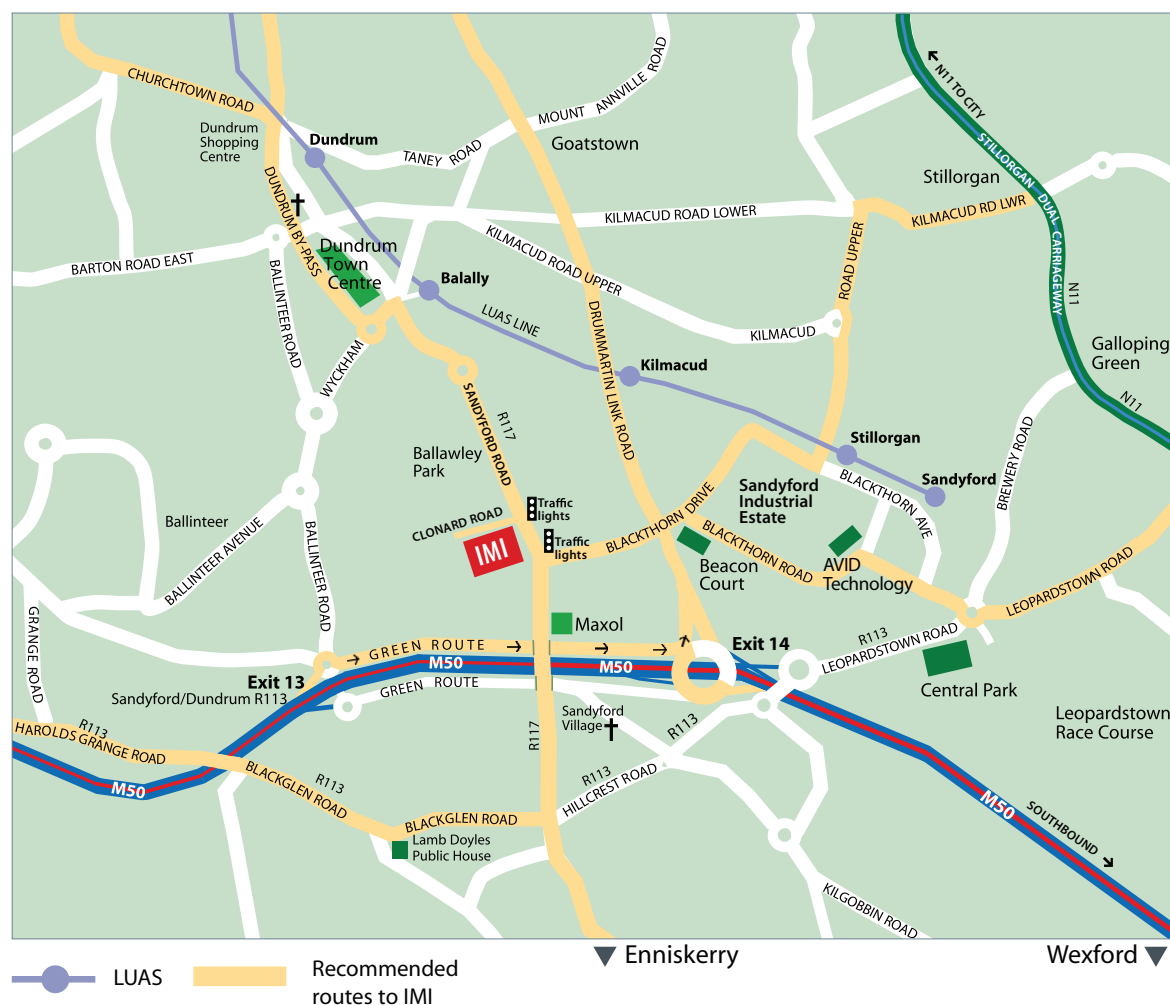 CHURCHTOWN ROAD
Dundrum
Shopping
Centre
Dundrum
TANEY ROAD
MOUNT ANNVILLE ROAD
Goatstown
N11 TO CITY
STILLORGAN DUAL CARRIAGEWAY
Stillorgan
KILMACUD RD LWR
KILMACUD ROAD LOWER
DUNDRUM BY-PASS
Dundrum
Town
Centre
BARTON ROAD EAST
BALLINTEER ROAD
Balally
KILMACUD ROAD UPPER
LUAS LINE
DRUMMARTIN LINK ROAD
KILMACUD
ROAD UPPER
N11
Galloping
Green
N11
WYCKHAM
Kilmacud
SANDYFORD ROAD
R117
Ballawley
Park
Stillorgan
Sandyford
BREWERY ROAD
BLACKTHORN AVE
Sandyford
Industrial
Estate
Ballinteer
BALLINTEER AVENUE
BALLINTEER ROAD
CLONARD ROAD
Traffic
lights
Traffic
lights
IMI
BLACKTHORN DRIVE
BLACKTHORN ROAD
Beacon
Court
AVID
Technology
LEOPARDSTOWN ROAD
GRANGE ROAD
Maxol
GREEN ROUTE
M50
M50
Exit 14
R113
LEOPARDSTOWN ROAD
Central Park
Exit 13
Sandyford/Dundrum R113
GREEN ROUTE
Sandyford
Village
R113
Leopardstown
Race Course
R113
HAROLDS GRANGE ROAD
M50
R117
R113
BLACKGLEN ROAD
R113
HILLCREST ROAD
BLACKGLEN ROAD
Lamb Doyles
Public House
M50
SOUTHBOUND
KILGOBBIN ROAD
Enniskerry
Wexford
LUAS
Recommended
routes to IMI